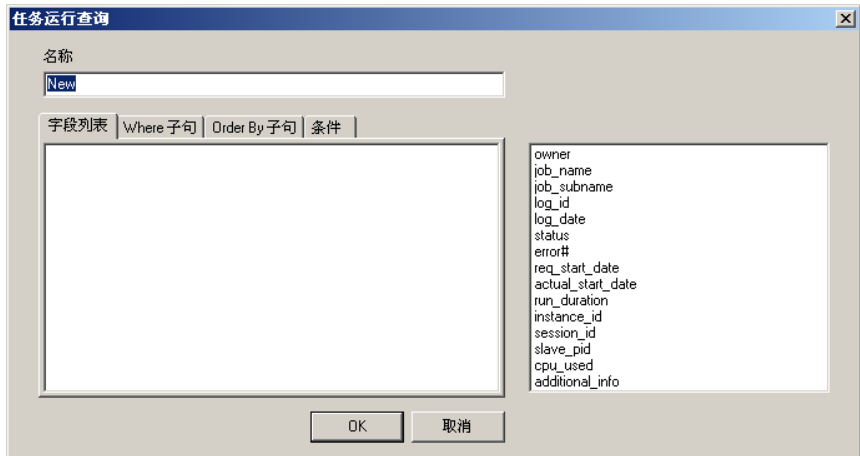 任务运行查询
名称
New
字段列表 Where 子句 Order By 子句 条件
owner
job_name
job_subname
log_id
log_date
status
error#
req_start_date
actual_start_date
run_duration
instance_id
session_id
slave_pid
cpu_used
additional_info
OK 取消